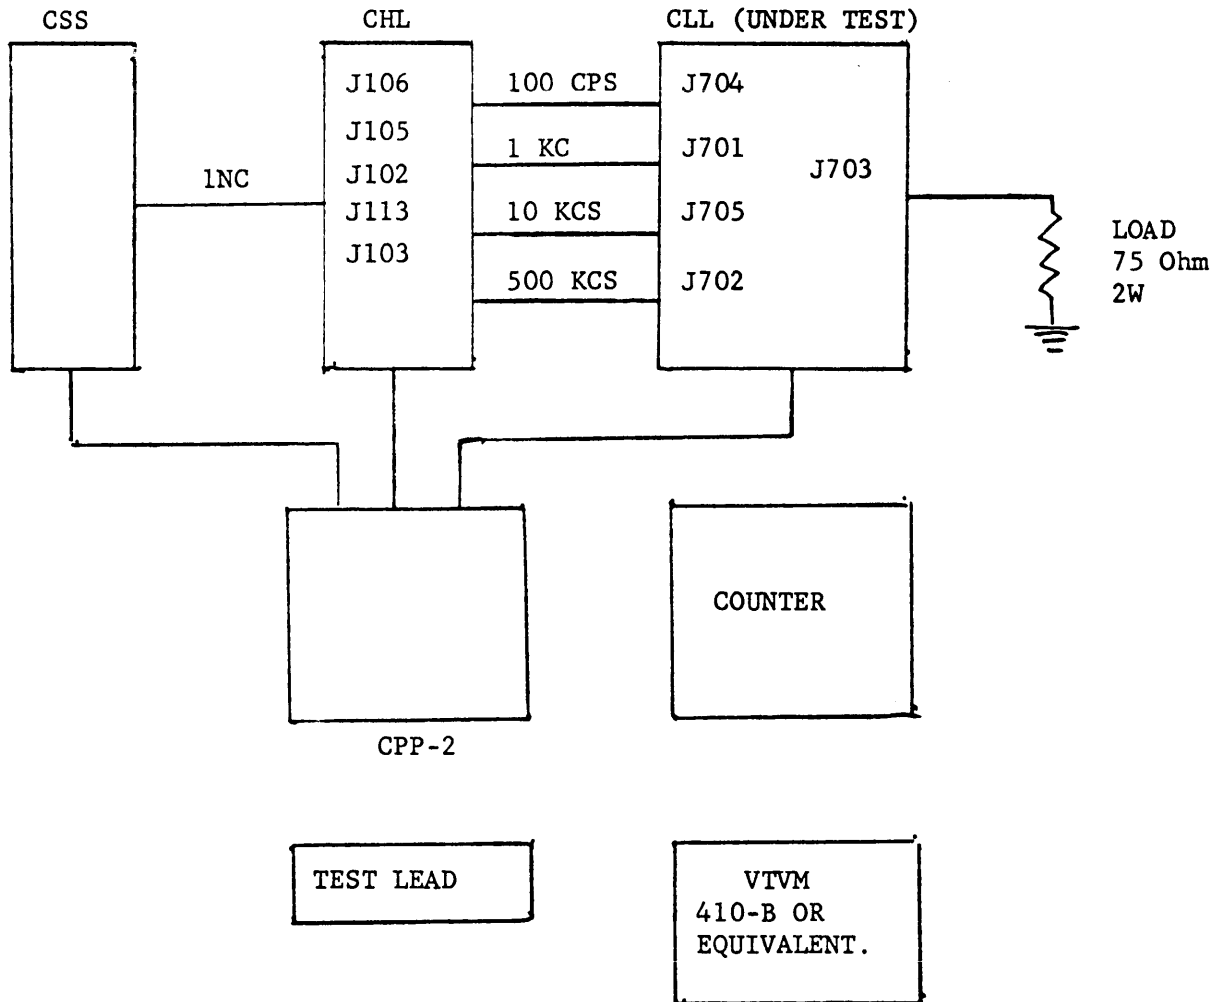 CSS
CHL
CLL (UNDER TEST)
J106
J105
J102
J113
J103
1NC
100 CPS
1 KC
10 KCS
500 KCS
J704
J701
J705
J702
J703
LOAD
75 Ohm
2W
CPP-2
COUNTER
TEST LEAD
VTVM
410-B OR
EQUIVALENT.